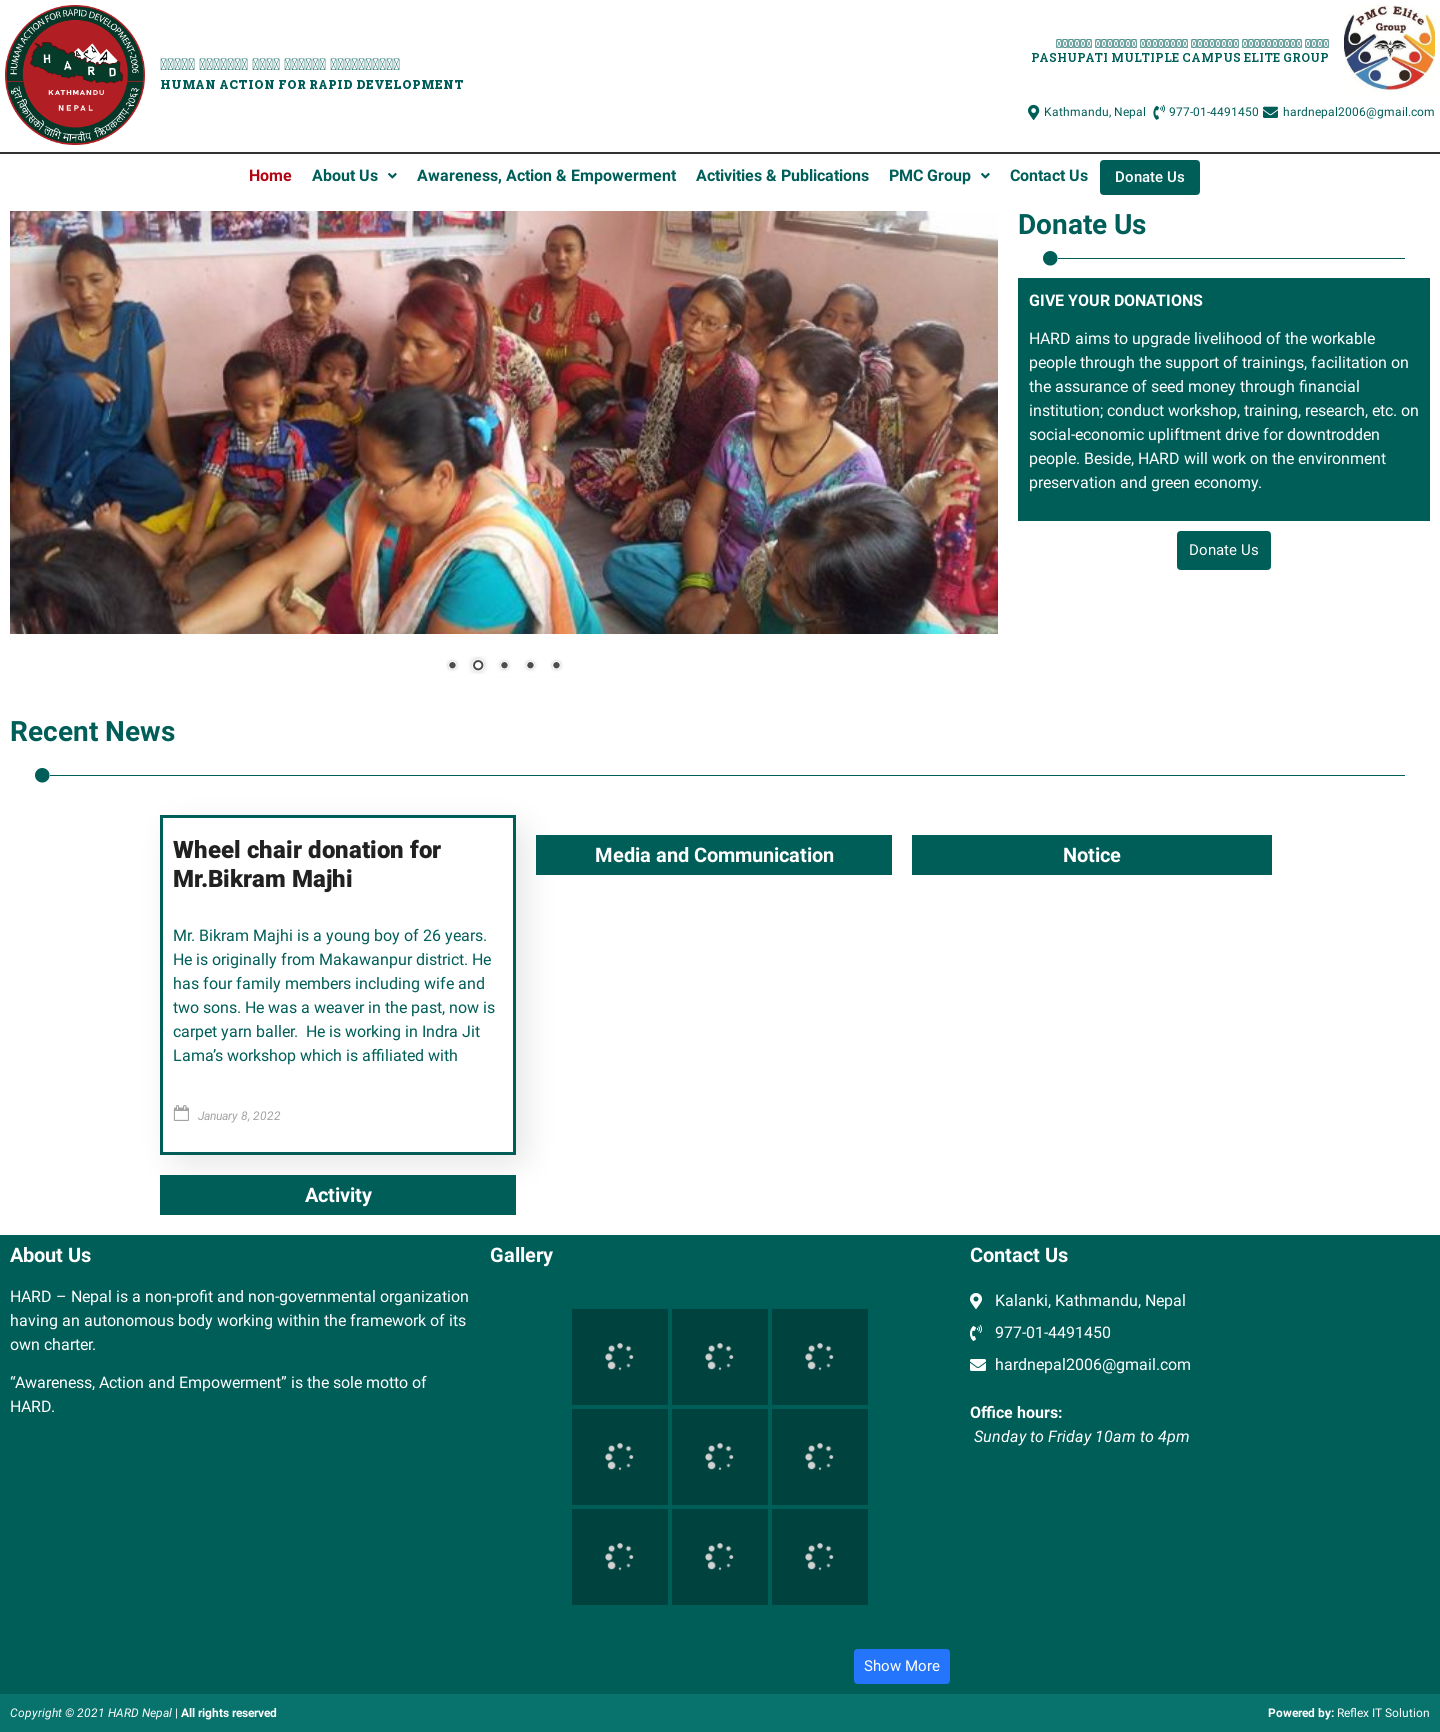 HUMAN ACTION FOR RAPID DEVELOPMENT-2006
H A R D
KATHMANDU
NEPAL
द्रुत विकासको लागि मानवीय क्रियाकलाप-२०६३
HUMAN ACTION FOR RAPID DEVELOPMENT
PASHUPATI MULTIPLE CAMPUS ELITE GROUP
PMC Elite
Group
Kathmandu, Nepal 977-01-4491450 hardnepal2006@gmail.com
Home About Us Awareness, Action & Empowerment Activities & Publications PMC Group Contact Us Donate Us
Donate Us
GIVE YOUR DONATIONS
HARD aims to upgrade livelihood of the workable
people through the support of trainings, facilitation on
the assurance of seed money through financial
institution; conduct workshop, training, research, etc. on
social-economic upliftment drive for downtrodden
people. Beside, HARD will work on the environment
preservation and green economy.
Donate Us
Recent News
Wheel chair donation for
Mr.Bikram Majhi
Mr. Bikram Majhi is a young boy of 26 years.
He is originally from Makawanpur district. He
has four family members including wife and
two sons. He was a weaver in the past, now is
carpet yarn baller.  He is working in Indra Jit
Lama’s workshop which is affiliated with
January 8, 2022
Activity
Media and Communication
Notice
About Us
HARD – Nepal is a non-profit and non-governmental organization
having an autonomous body working within the framework of its
own charter.
“Awareness, Action and Empowerment” is the sole motto of
HARD.
Gallery
Show More
Contact Us
Kalanki, Kathmandu, Nepal
977-01-4491450
hardnepal2006@gmail.com
Office hours:
Sunday to Friday 10am to 4pm
Copyright © 2021 HARD Nepal | All rights reserved
Powered by: Reflex IT Solution